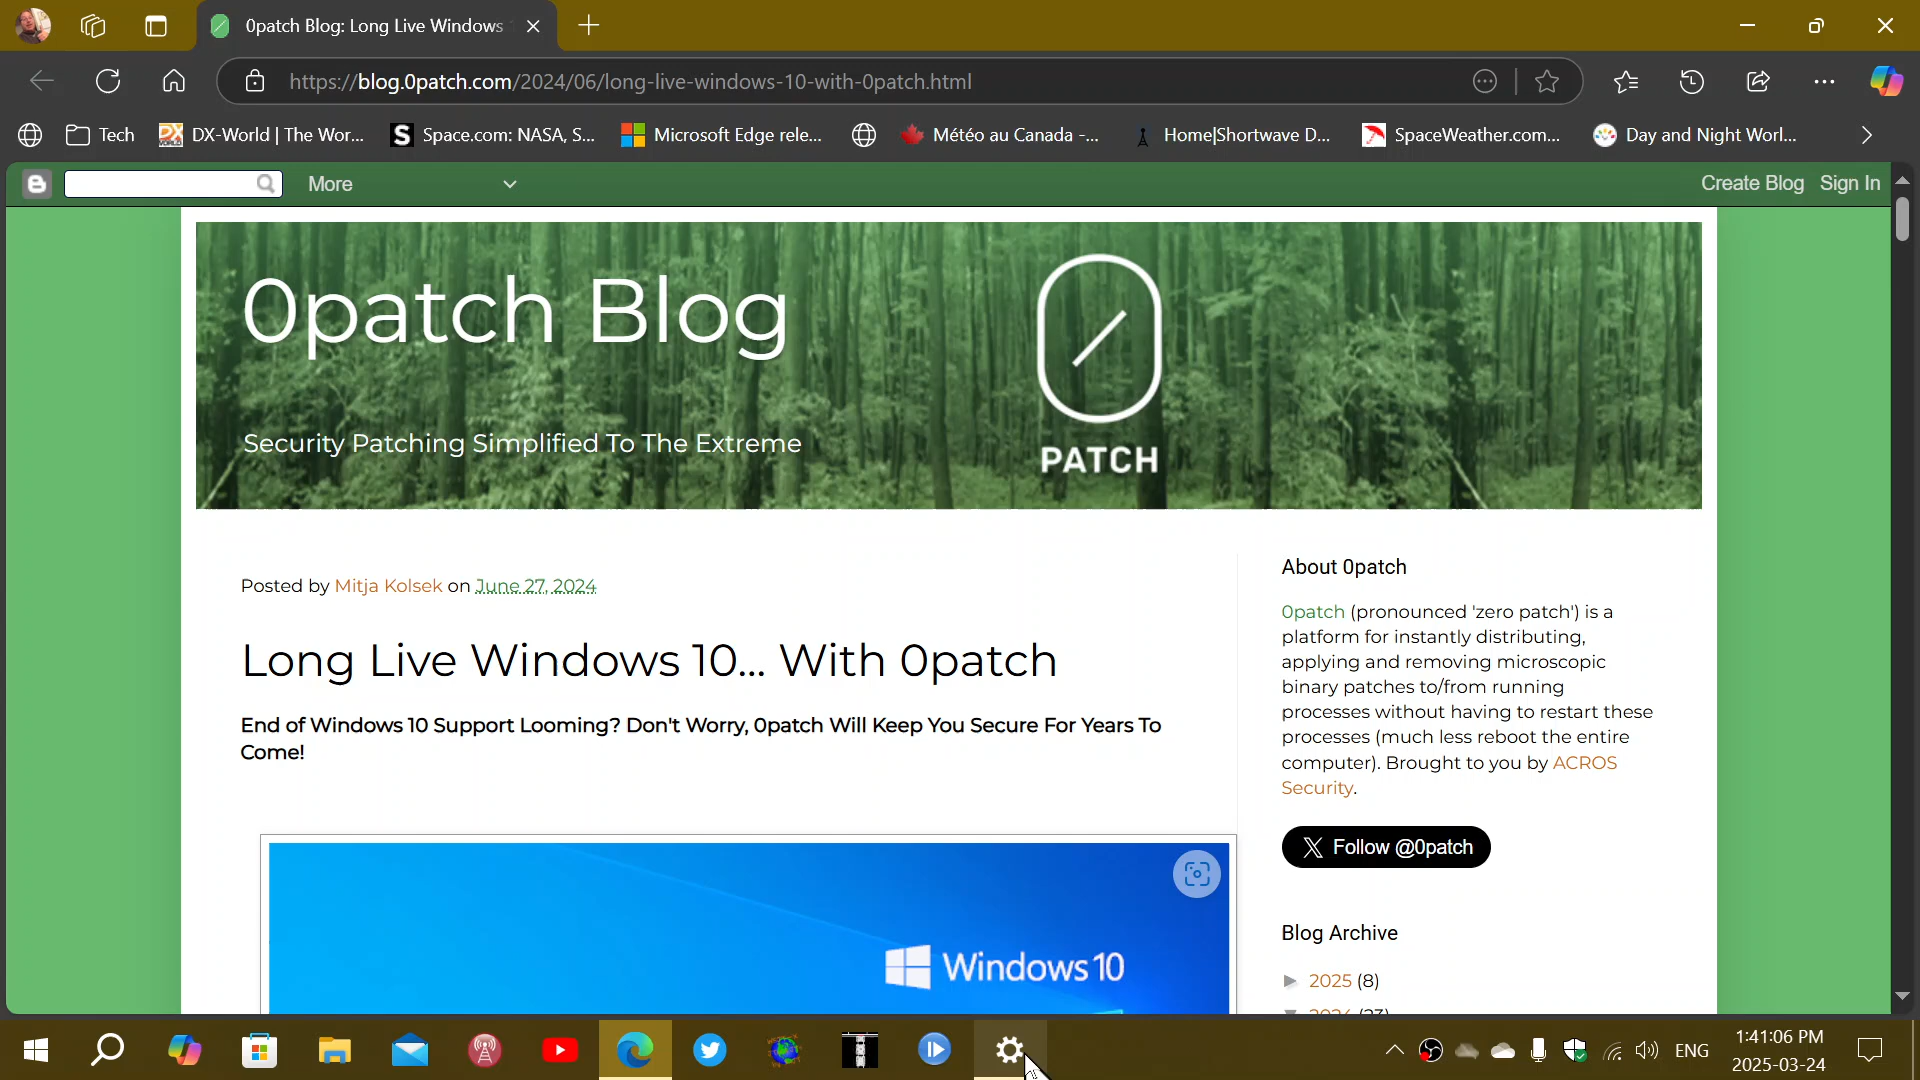 0patch Blog: Long Live Windows
https://blog.0patch.com/2024/06/long-live-windows-10-with-0patch.html
Tech
DX-World | The Wor...
Space.com: NASA, S...
Microsoft Edge rele...
Météo au Canada -...
Home|Shortwave D...
SpaceWeather.com...
Day and Night Worl...
More
Create Blog
Sign In
0patch Blog
Security Patching Simplified To The Extreme
PATCH
Posted by Mitja Kolsek on June 27, 2024
Long Live Windows 10... With 0patch
End of Windows 10 Support Looming? Don't Worry, 0patch Will Keep You Secure For Years To
Come!
Windows 10
About 0patch
0patch (pronounced 'zero patch') is a
platform for instantly distributing,
applying and removing microscopic
binary patches to/from running
processes without having to restart these
processes (much less reboot the entire
computer). Brought to you by ACROS
Security.
Follow @0patch
Blog Archive
2025 (8)
ENG
1:41:06 PM
2025-03-24